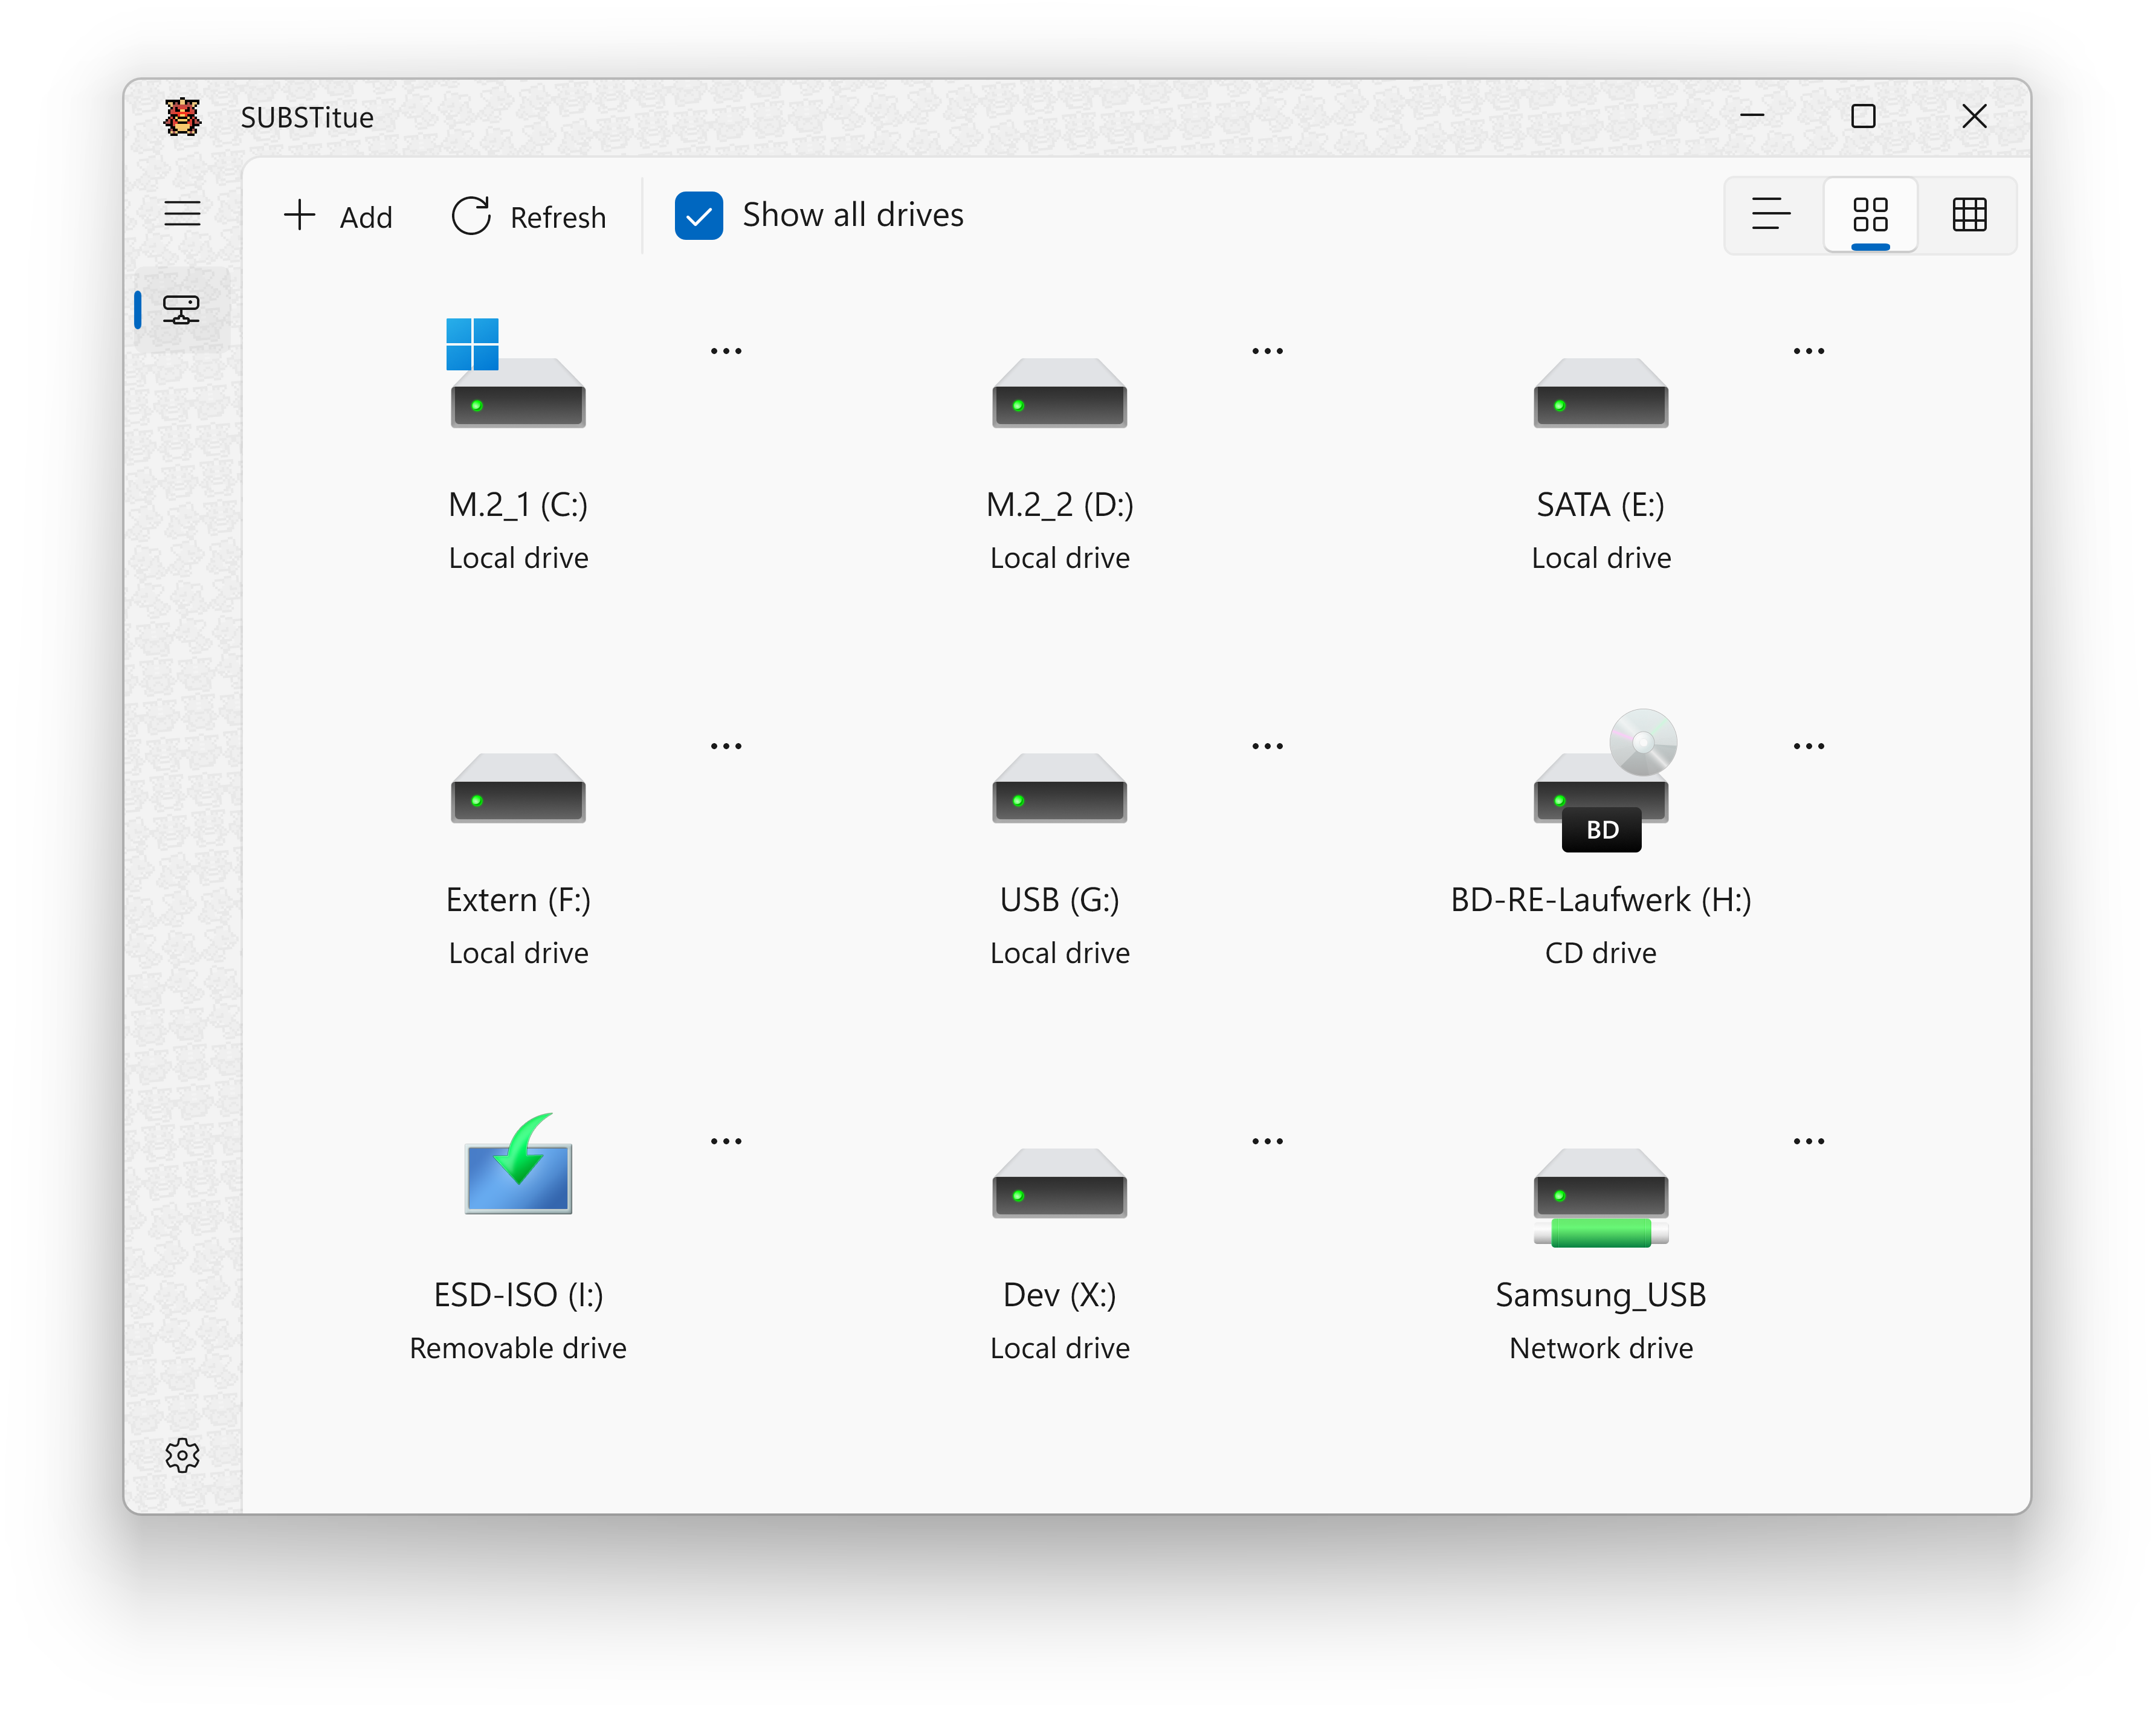 SUBSTitue
Add
Refresh
Show all drives
M.2_1 (C:)
Local drive
M.2_2 (D:)
Local drive
SATA (E:)
Local drive
Extern (F:)
Local drive
USB (G:)
Local drive
BD
BD-RE-Laufwerk (H:)
CD drive
ESD-ISO (I:)
Removable drive
Dev (X:)
Local drive
Samsung_USB
Network drive